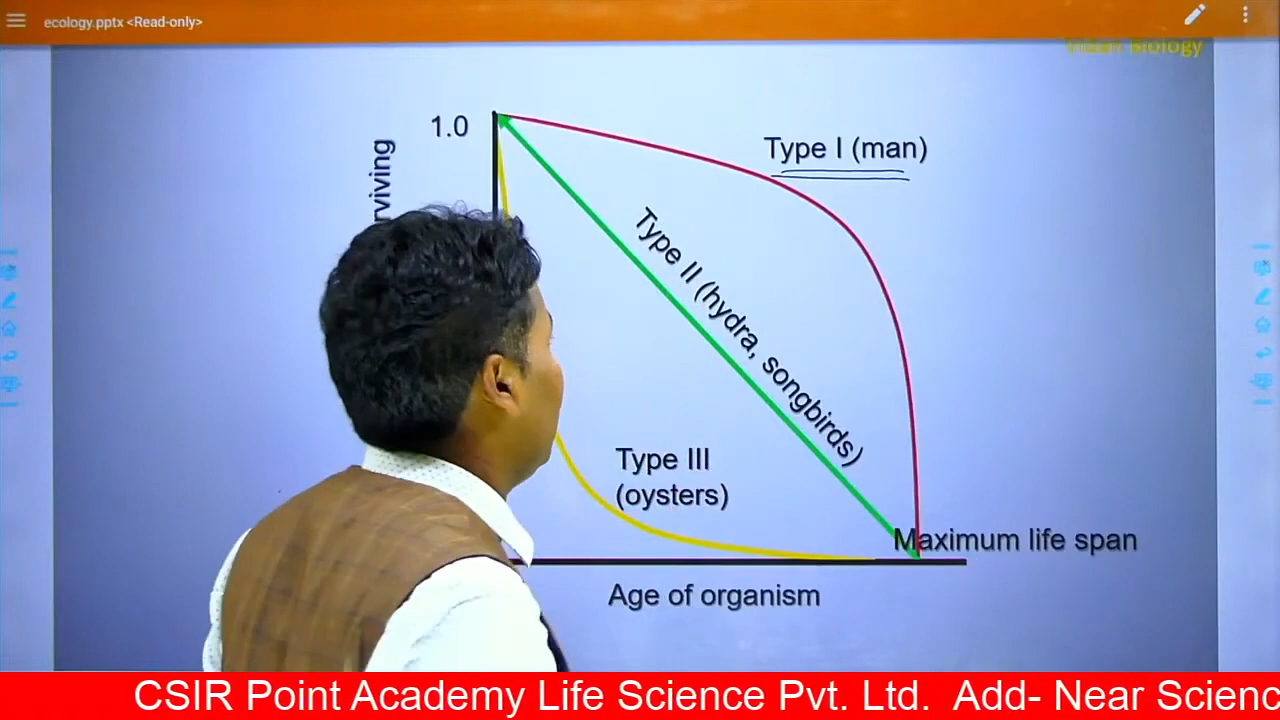 ecology.pptx <Read-only>
Biology
1.0
Type I (man)
Type II (hydra, songbirds)
Type III
(oysters)
Maximum life span
Age of organism
CSIR Point Academy Life Science Pvt. Ltd. Add- Near Scienc